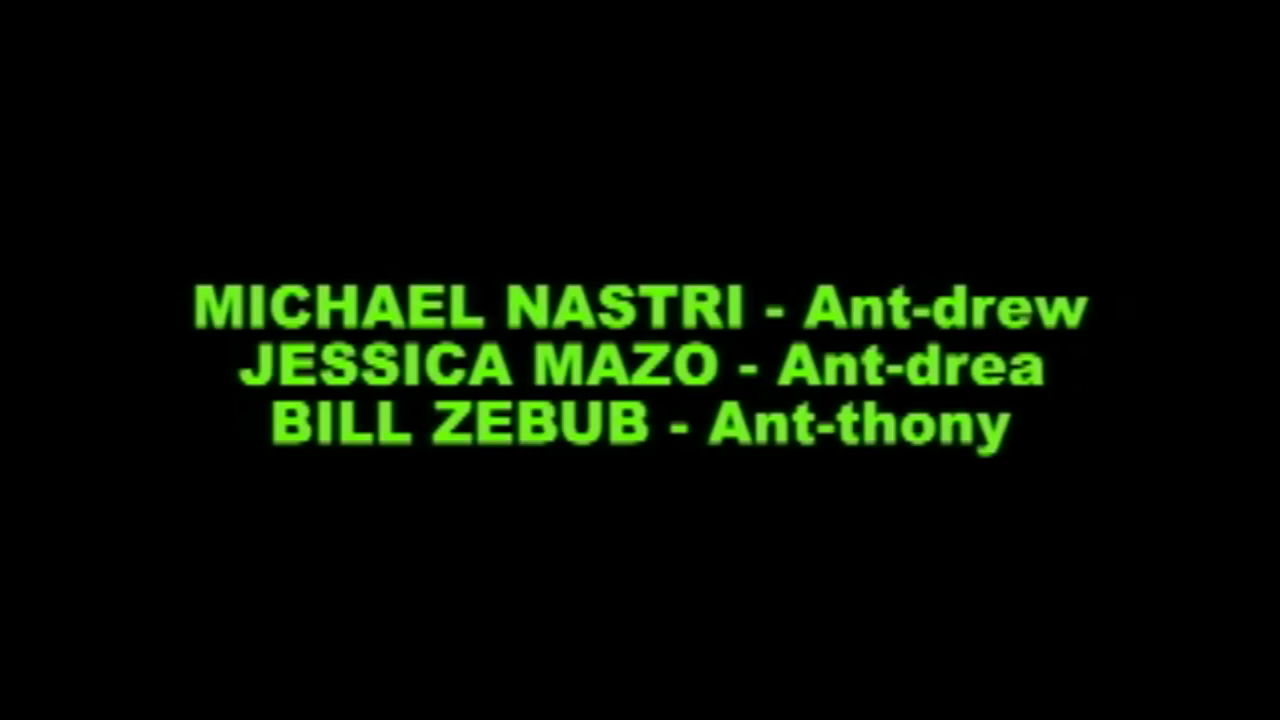 MICHAEL NASTRI - Ant-drew
JESSICA MAZO - Ant-drea
BILL ZEBUB - Ant-thony